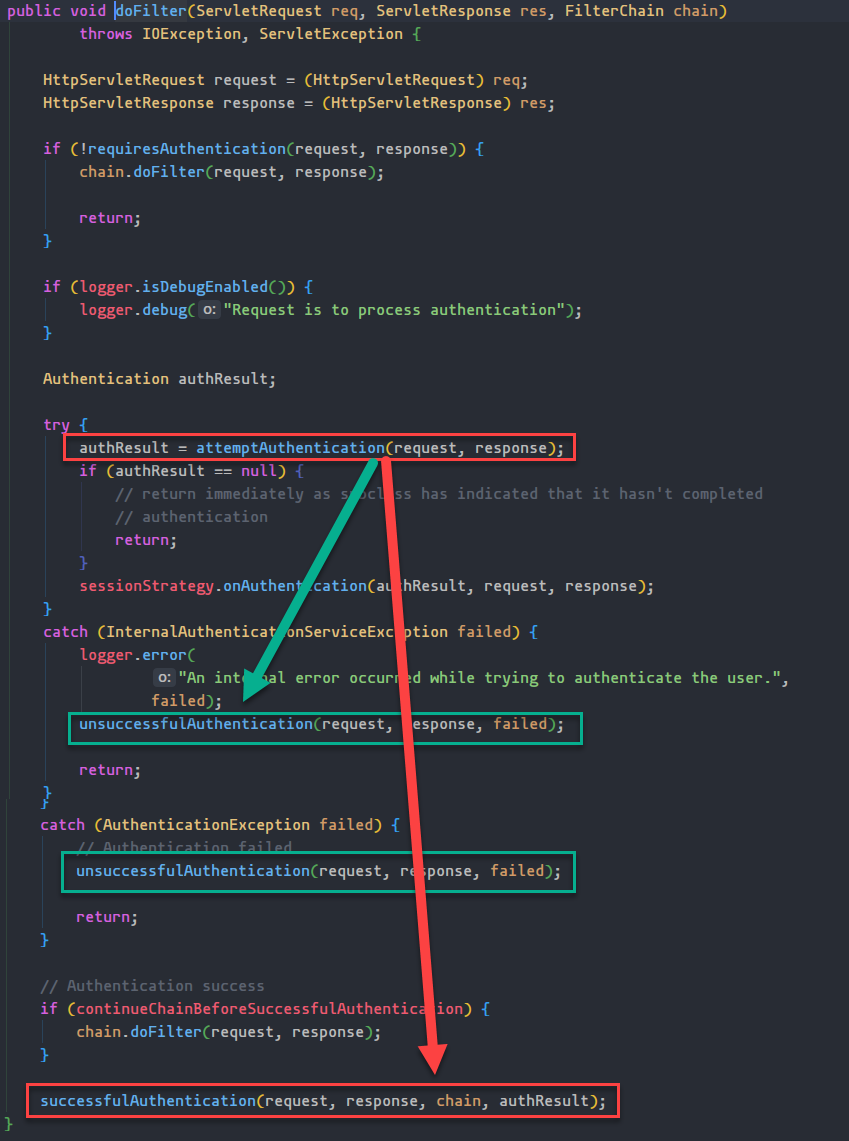 public void doFilter(ServletRequest req, ServletResponse res, FilterChain chain)
throws IOException, ServletException {
HttpServletRequest request = (HttpServletRequest) req;
HttpServletResponse response = (HttpServletResponse) res;
if (!requiresAuthentication(request, response)) {
chain.doFilter(request, response);
return;
}
if (logger.isDebugEnabled()) {
logger.debug( o: "Request is to process authentication");
}
Authentication authResult;
try {
authResult = attemptAuthentication(request, response);
if (authResult == null) {
// return immediately as subclass has indicated that it hasn't completed
// authentication
return;
}
sessionStrategy.onAuthentication(authResult, request, response);
}
catch (InternalAuthenticationServiceException failed) {
logger.error(
o: "An internal error occurred while trying to authenticate the user.",
failed);
unsuccessfulAuthentication(request, response, failed);
return;
}
}
catch (AuthenticationException failed) {
// Authentication failed
unsuccessfulAuthentication(request, response, failed);
return;
}
// Authentication success
if (continueChainBeforeSuccessfulAuthentication) {
chain.doFilter(request, response);
}
successfulAuthentication(request, response, chain, authResult);
}